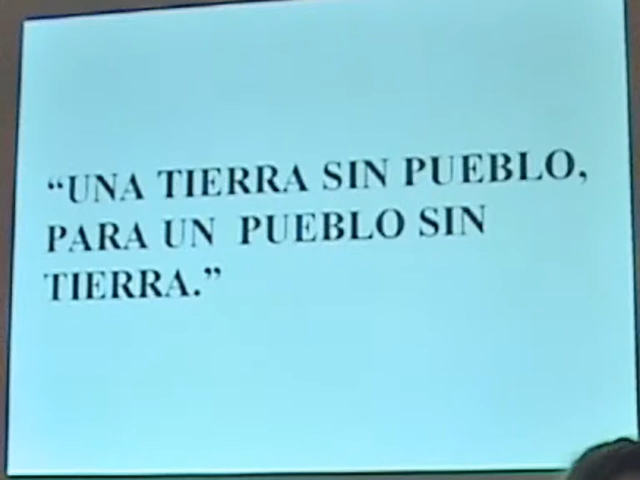 “UNA TIERRA SIN PUEBLO,
PARA UN PUEBLO SIN
TIERRA.”